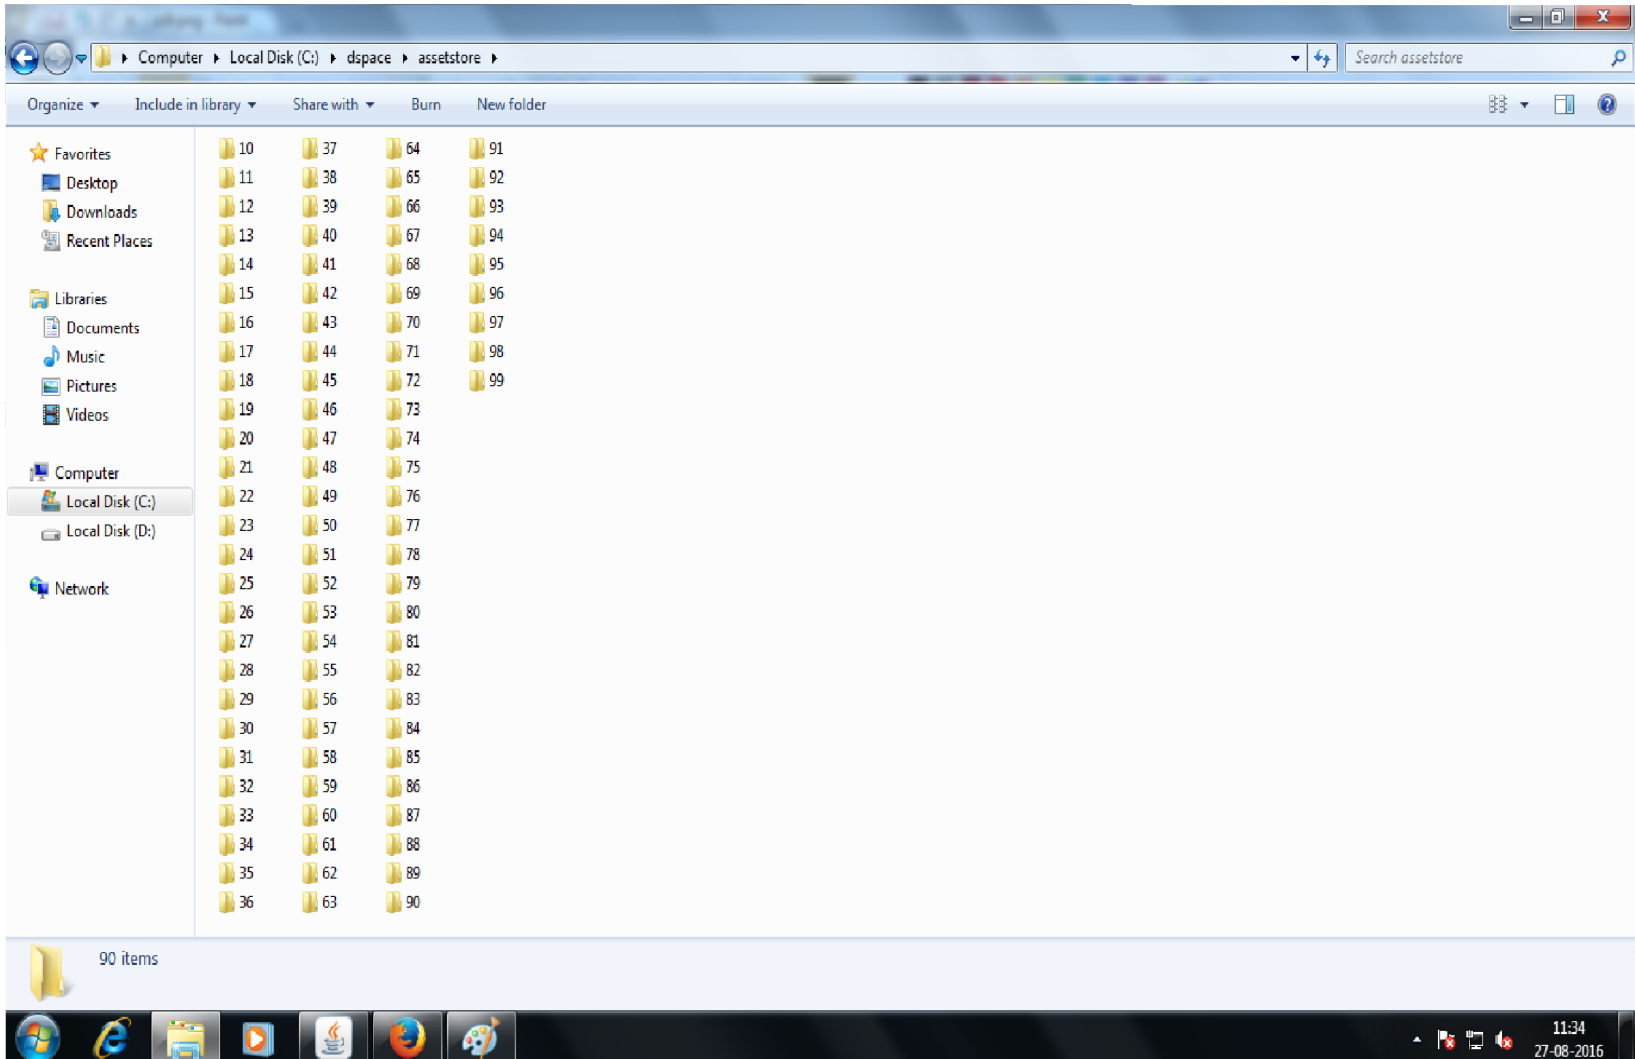 Computer Local Disk (C:) dspace assetstore
Search assetstore
Organize Include in library Share with Burn New folder
Favorites
Desktop
Downloads
Recent Places
Libraries
Documents
Music
Pictures
Videos
Computer
Local Disk (C:)
Local Disk (D:)
Network
10 37 64 91
11 38 65 92
12 39 66 93
13 40 67 94
14 41 68 95
15 42 69 96
16 43 70 97
17 44 71 98
18 45 72 99
19 46 73
20 47 74
21 48 75
22 49 76
23 50 77
24 51 78
25 52 79
26 53 80
27 54 81
28 55 82
29 56 83
30 57 84
31 58 85
32 59 86
33 60 87
34 61 88
35 62 89
36 63 90
90 items
11:34
27-08-2016